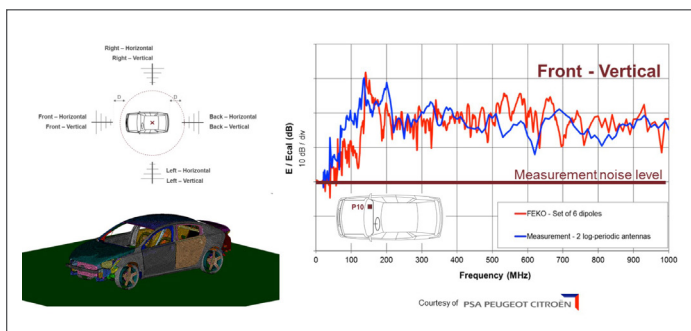 Right – Horizontal
Right – Vertical
D
D
Front – Horizontal
Front – Vertical
Back – Horizontal
Back – Vertical
Left – Horizontal
Left – Vertical
Front - Vertical
E / Ecal (dB)
10 dB / div
Measurement noise level
P10
FEKO - Set of 6 dipoles
Measurement - 2 log-periodic antennas
0 100 200 300 400 500 600 700 800 900 1000
Frequency (MHz)
Courtesy of PSA PEUGEOT CITROËN